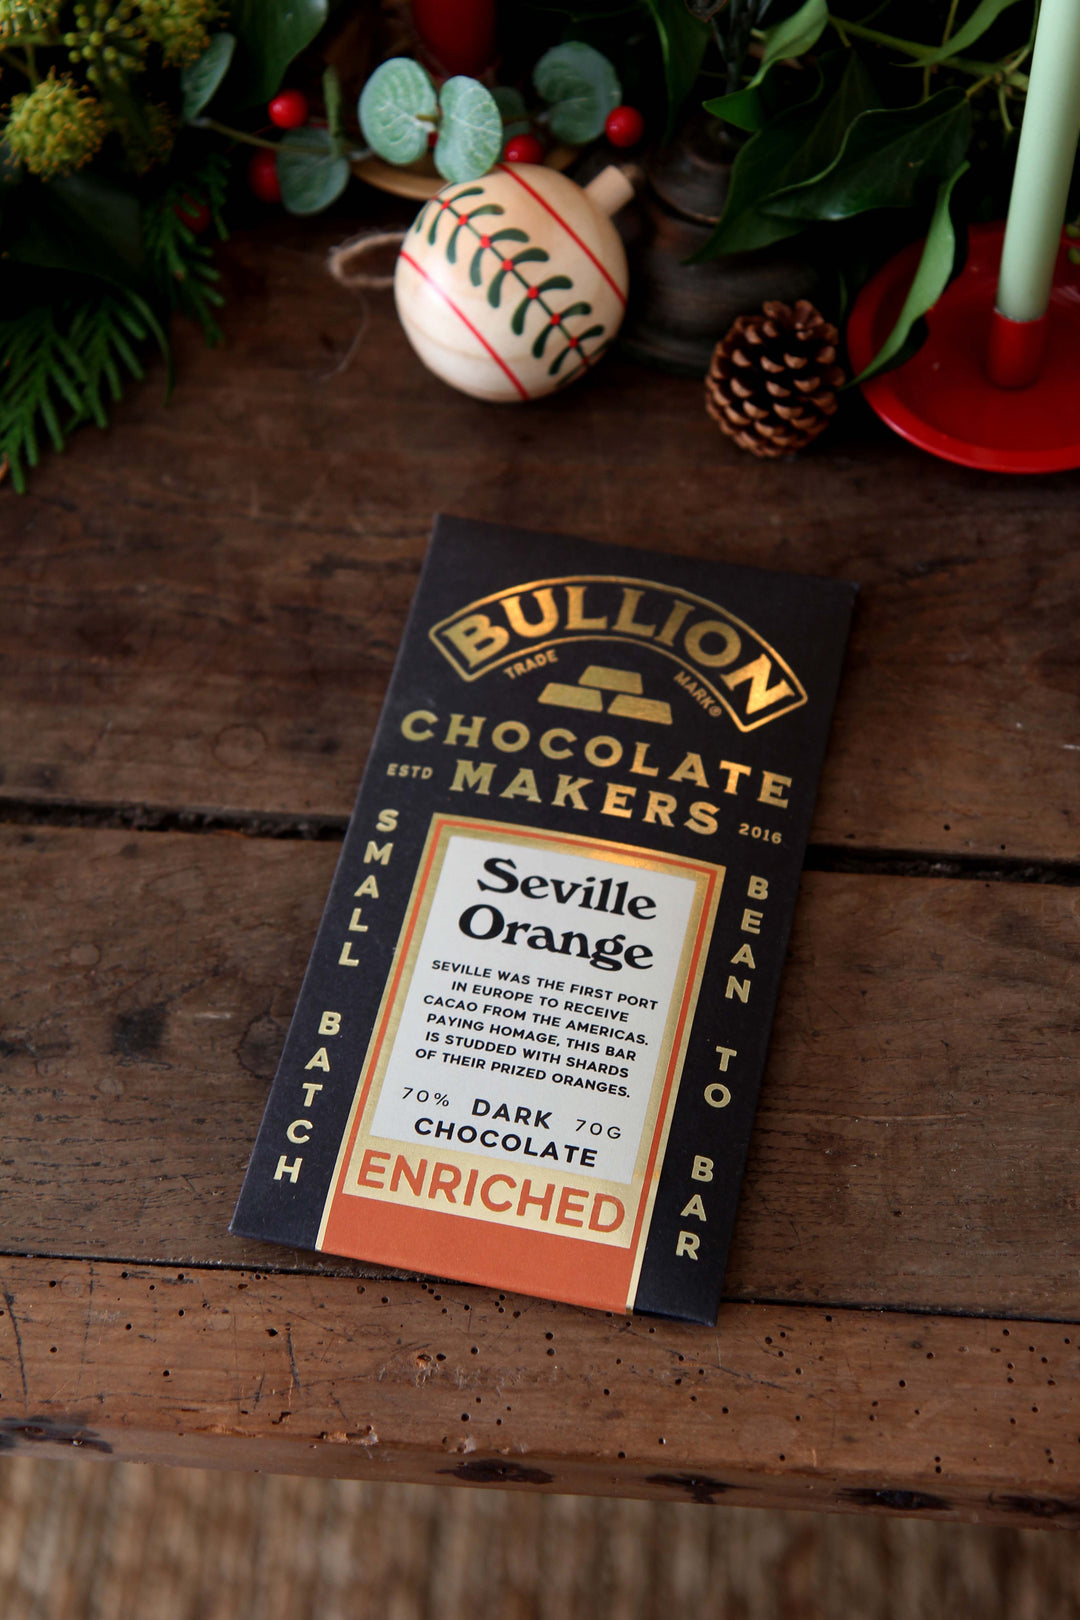 BULLION
TRADE MARK®
CHOCOLATE
ESTD MAKERS 2016
SMALL BATCH
BEAN TO BAR
Seville
Orange
SEVILLE WAS THE FIRST PORT
IN EUROPE TO RECEIVE
CACAO FROM THE AMERICAS.
PAYING HOMAGE, THIS BAR
IS STUDDED WITH SHARDS
OF THEIR PRIZED ORANGES.
70% DARK 70G
CHOCOLATE
ENRICHED